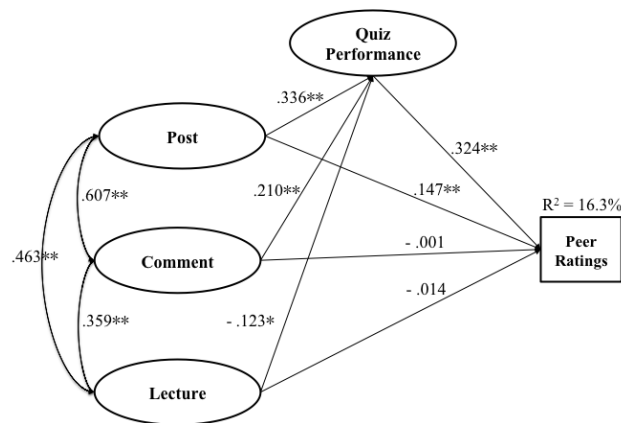 Quiz
Performance
.336**
Post
.324**
.147**
.210**
.607**
R² = 16.3%
.463**
- .001
Peer
Ratings
Comment
- .014
.359**
- .123*
Lecture